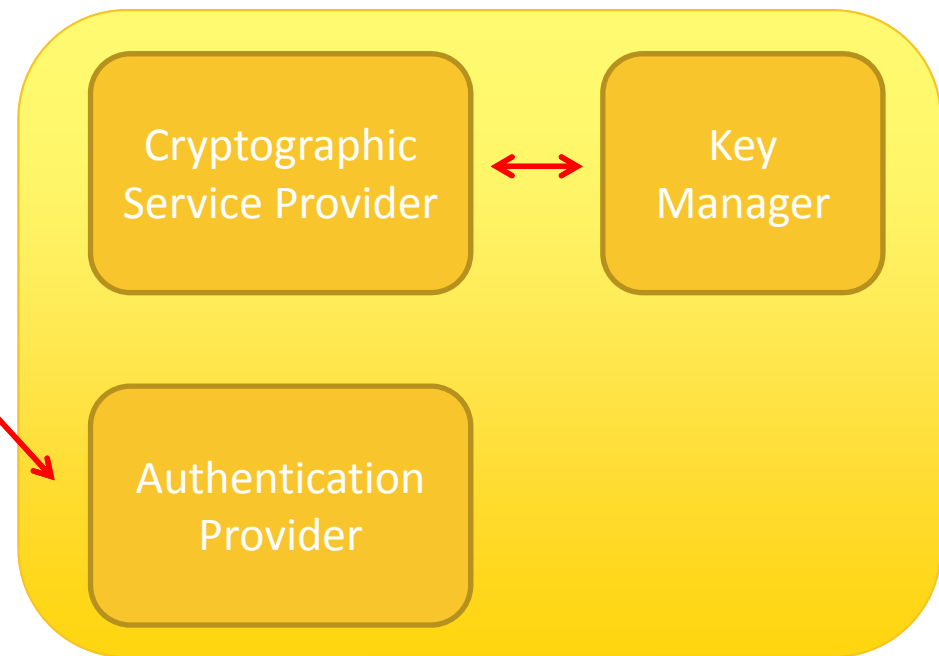 Cryptographic
Service Provider
Key
Manager
Authentication
Provider